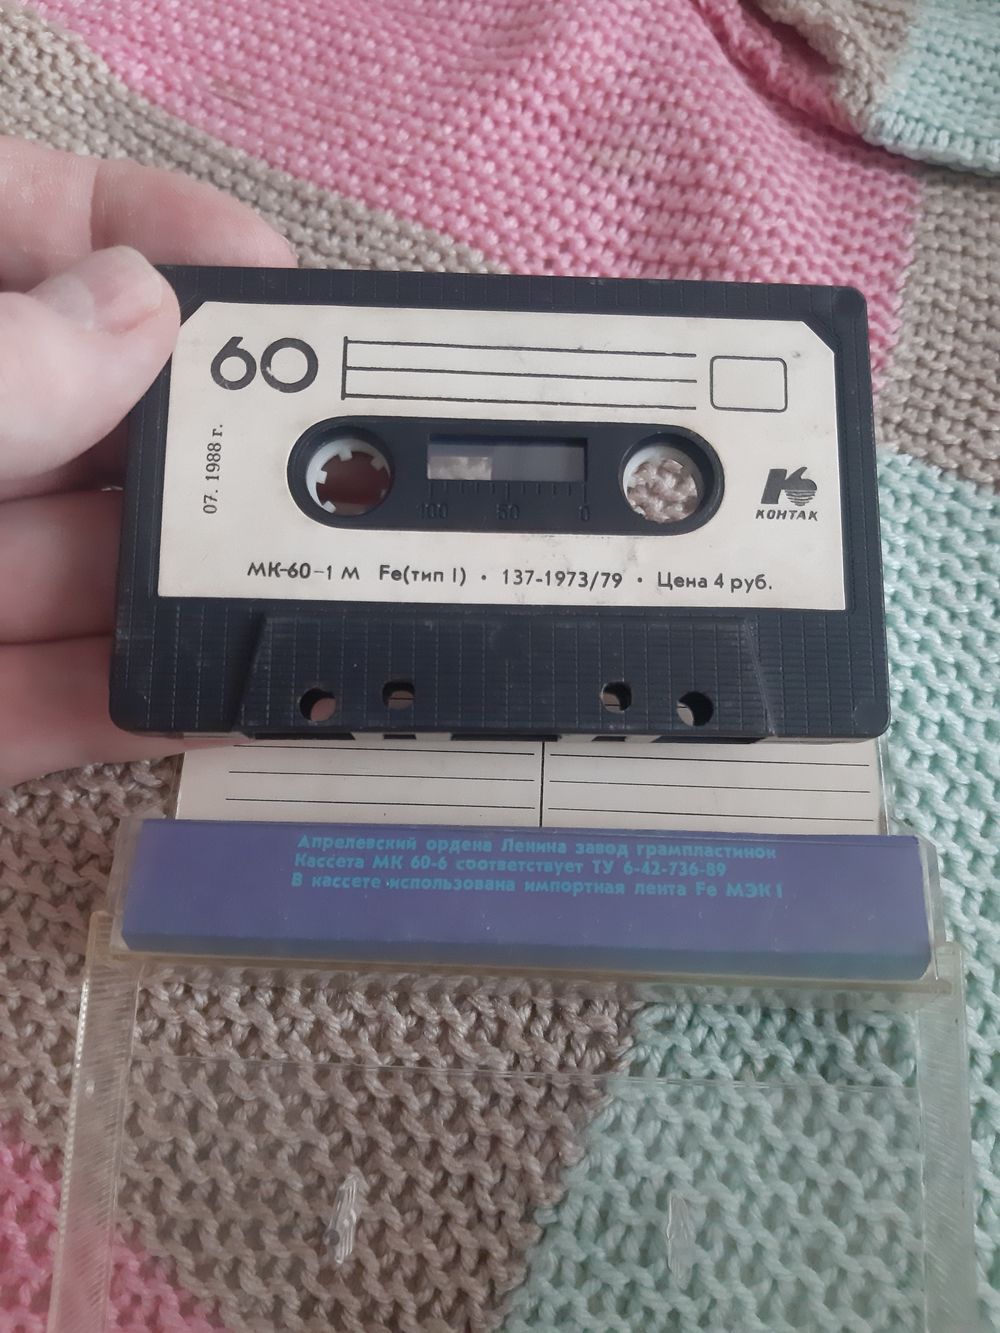 60
07. 1988 г.
100 50 0
К
КОНТАК
МК-60-1 М Fe(тип I) • 137-1973/79 • Цена 4 руб.
Апрелевский ордена Ленина завод грампластинок
Кассета МК 60-6 соответствует ТУ 6-42-736-89
В кассете использована импортная лента Fe МЭК I